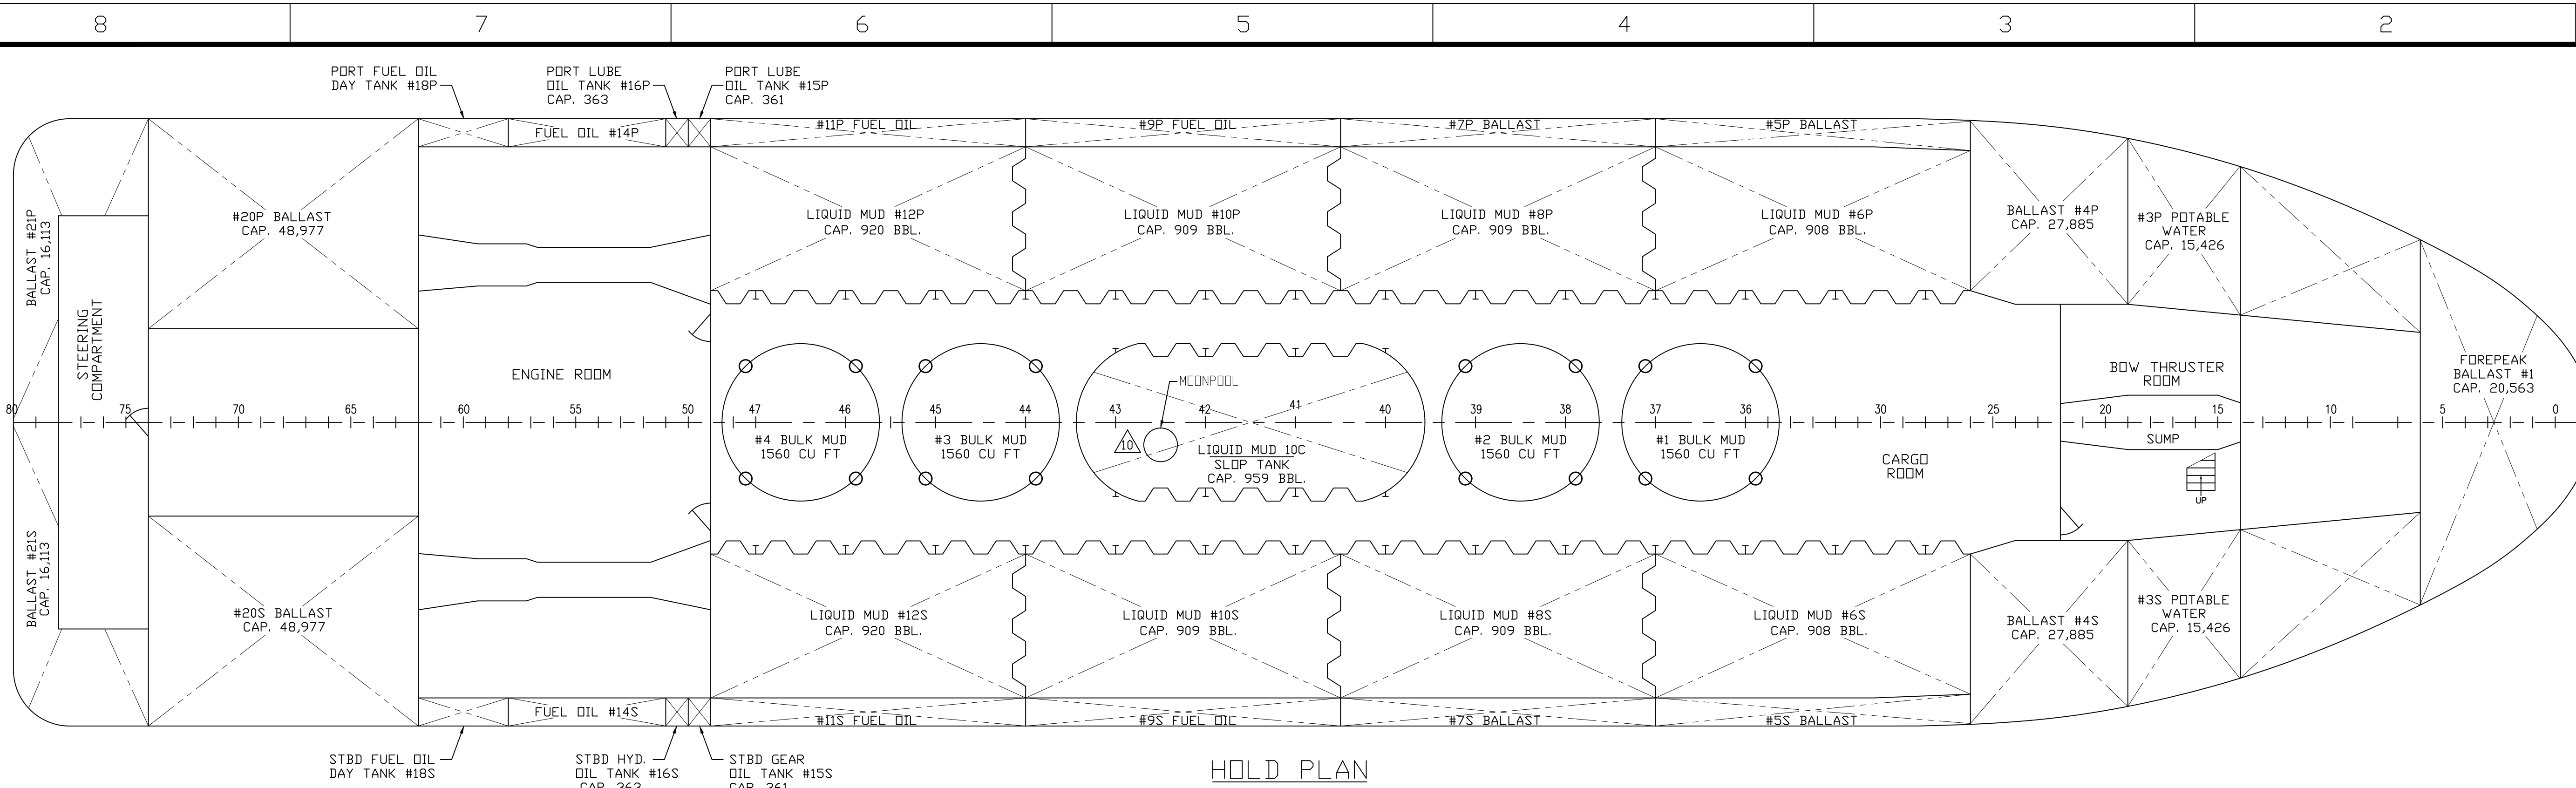 8 7 6 5 4 3 2
PORT FUEL OIL
DAY TANK #18P
PORT LUBE
OIL TANK #16P
CAP. 363
PORT LUBE
OIL TANK #15P
CAP. 361
FUEL OIL #14P
#11P FUEL OIL
#9P FUEL OIL
#7P BALLAST
#5P BALLAST
BALLAST #21P
CAP. 16,113
#20P BALLAST
CAP. 48,977
LIQUID MUD #12P
CAP. 920 BBL.
LIQUID MUD #10P
CAP. 909 BBL.
LIQUID MUD #8P
CAP. 909 BBL.
LIQUID MUD #6P
CAP. 908 BBL.
BALLAST #4P
CAP. 27,885
#3P POTABLE
WATER
CAP. 15,426
STEERING
COMPARTMENT
ENGINE ROOM
MOONPOOL
BOW THRUSTER
ROOM
FOREPEAK
BALLAST #1
CAP. 20,563
80 75 70 65 60 55 50 47 46 45 44 43 42 41 40 39 38 37 36 30 25 20 15 10 5 0
#4 BULK MUD
1560 CU FT
#3 BULK MUD
1560 CU FT
10
LIQUID MUD 10C
SLOP TANK
CAP. 959 BBL.
#2 BULK MUD
1560 CU FT
#1 BULK MUD
1560 CU FT
CARGO
ROOM
SUMP
UP
BALLAST #21S
CAP. 16,113
#20S BALLAST
CAP. 48,977
LIQUID MUD #12S
CAP. 920 BBL.
LIQUID MUD #10S
CAP. 909 BBL.
LIQUID MUD #8S
CAP. 909 BBL.
LIQUID MUD #6S
CAP. 908 BBL.
BALLAST #4S
CAP. 27,885
#3S POTABLE
WATER
CAP. 15,426
FUEL OIL #14S
#11S FUEL OIL
#9S FUEL OIL
#7S BALLAST
#5S BALLAST
STBD FUEL OIL
DAY TANK #18S
STBD HYD.
OIL TANK #16S
CAP. 363
STBD GEAR
OIL TANK #15S
CAP. 361
HOLD PLAN